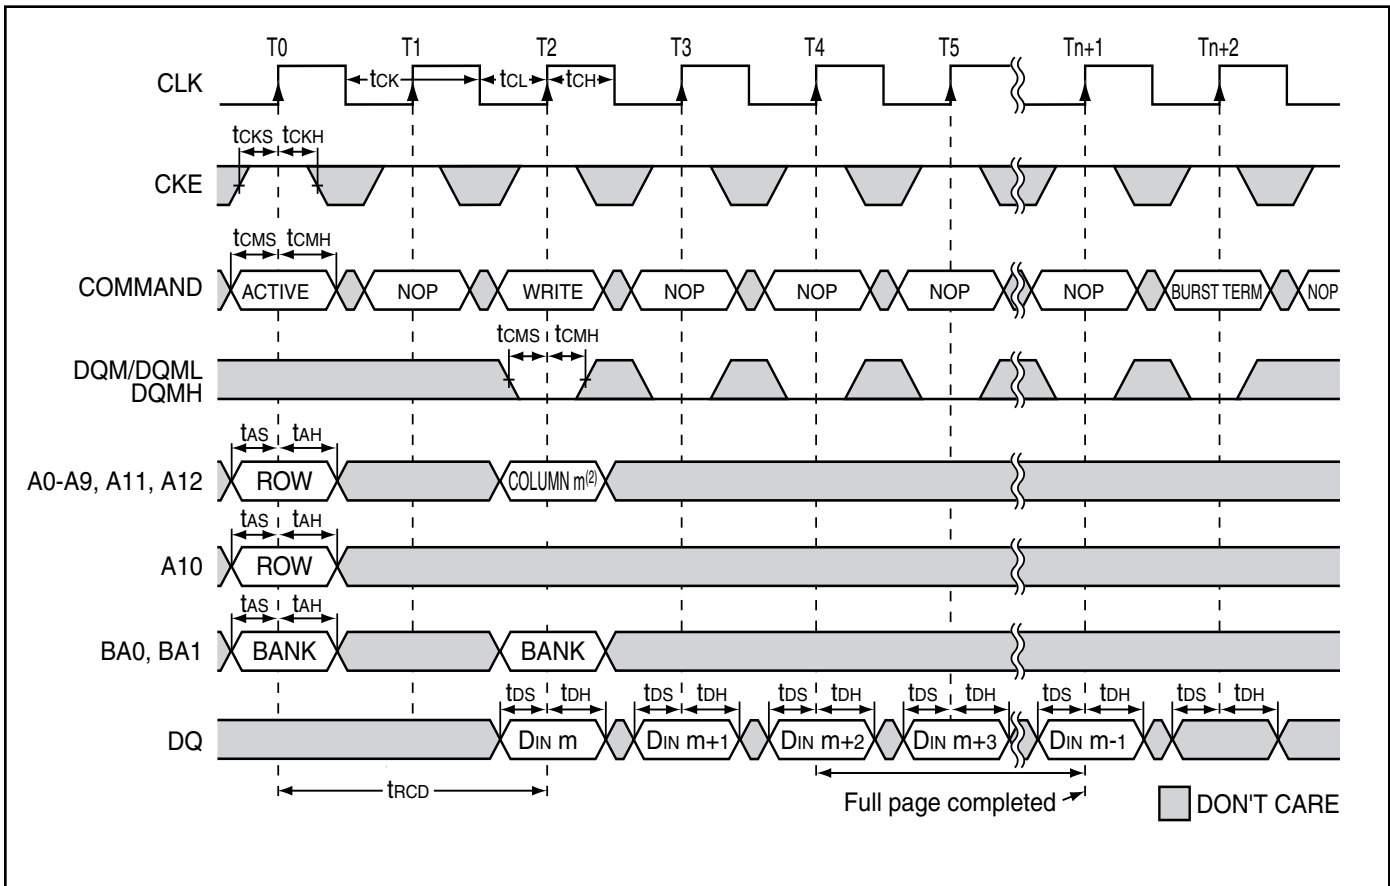 T0 T1 T2 T3 T4 T5 Tn+1 Tn+2
CLK tCK tCL tCH
tCKS tCKH
CKE
tCMS tCMH
COMMAND ACTIVE NOP WRITE NOP NOP NOP NOP BURST TERM NOP
tCMS tCMH
DQM/DQML
DQMH
tAS tAH
A0-A9, A11, A12 ROW COLUMN m(2)
tAS tAH
A10 ROW
tAS tAH
BA0, BA1 BANK BANK
tDS tDH tDS tDH tDS tDH tDS tDH tDS tDH tDS tDH
DQ DIN m DIN m+1 DIN m+2 DIN m+3 DIN m-1
tRCD
Full page completed
DON'T CARE